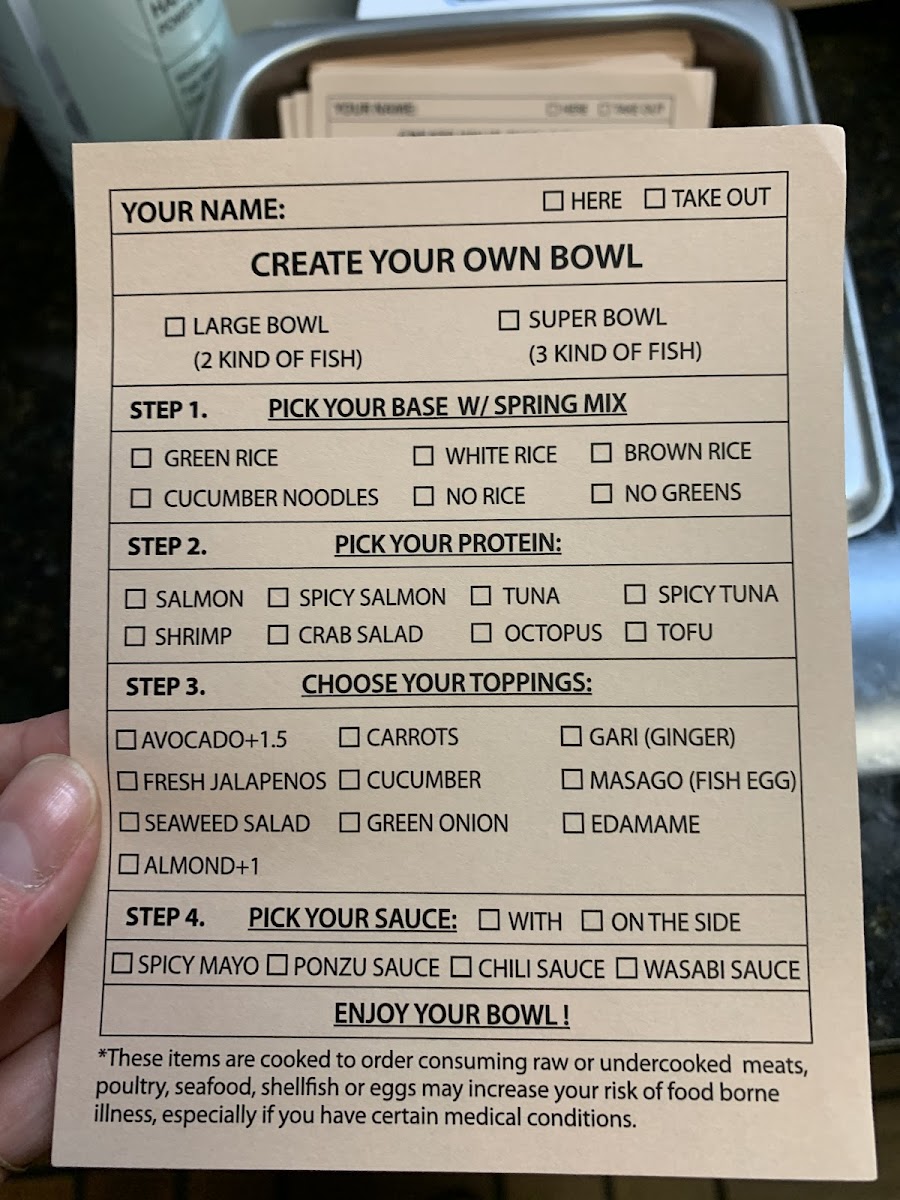 YOUR NAME: HERE TAKE OUT
YOUR NAME: ☐ HERE ☐ TAKE OUT
CREATE YOUR OWN BOWL
☐ LARGE BOWL ☐ SUPER BOWL
(2 KIND OF FISH) (3 KIND OF FISH)
STEP 1. PICK YOUR BASE W/ SPRING MIX
☐ GREEN RICE ☐ WHITE RICE ☐ BROWN RICE
☐ CUCUMBER NOODLES ☐ NO RICE ☐ NO GREENS
STEP 2. PICK YOUR PROTEIN:
☐ SALMON ☐ SPICY SALMON ☐ TUNA ☐ SPICY TUNA
☐ SHRIMP ☐ CRAB SALAD ☐ OCTOPUS ☐ TOFU
STEP 3. CHOOSE YOUR TOPPINGS:
☐ AVOCADO+1.5 ☐ CARROTS ☐ GARI (GINGER)
☐ FRESH JALAPENOS ☐ CUCUMBER ☐ MASAGO (FISH EGG)
☐ SEAWEED SALAD ☐ GREEN ONION ☐ EDAMAME
☐ ALMOND+1
STEP 4. PICK YOUR SAUCE: ☐ WITH ☐ ON THE SIDE
☐ SPICY MAYO ☐ PONZU SAUCE ☐ CHILI SAUCE ☐ WASABI SAUCE
ENJOY YOUR BOWL !
*These items are cooked to order consuming raw or undercooked meats,
poultry, seafood, shellfish or eggs may increase your risk of food borne
illness, especially if you have certain medical conditions.